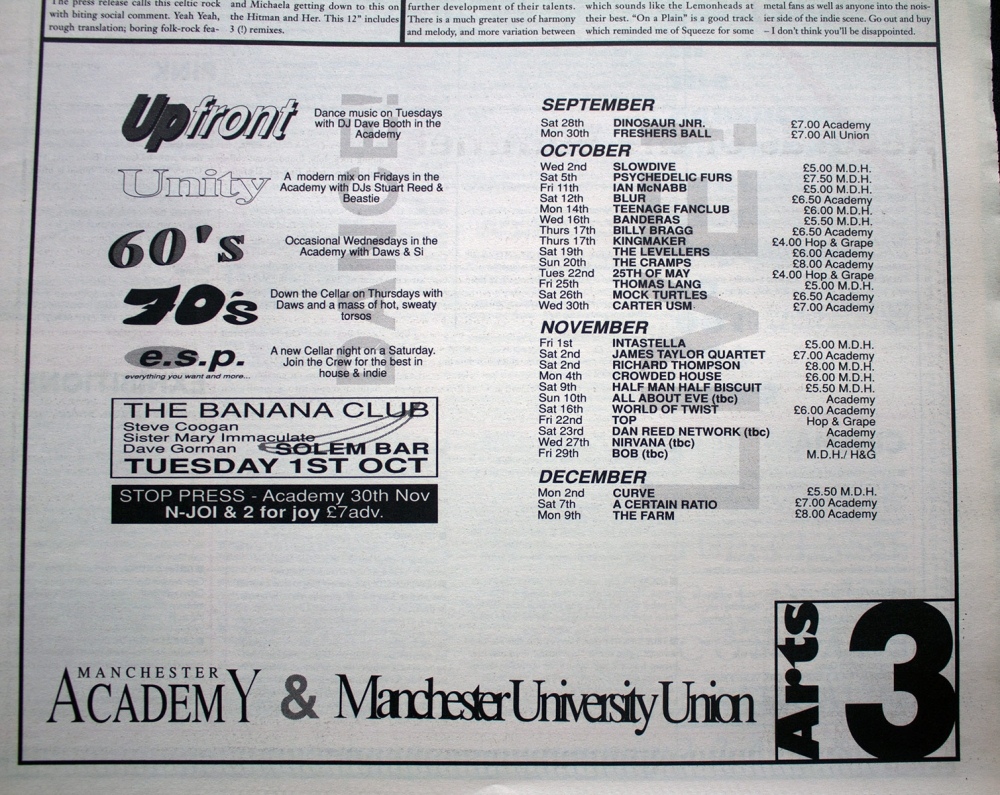 The press release calls this celtic rock
with biting social comment. Yeah Yeah,
rough translation; boring folk-rock fea-
and Michaela getting down to this on
the Hitman and Her. This 12" includes
3 (!) remixes.
further development of their talents.
There is a much greater use of harmony
and melody, and more variation between
which sounds like the Lemonheads at
their best. "On a Plain" is a good track
which reminded me of Squeeze for some
metal fans as well as anyone into the nois-
ier side of the indie scene. Go out and buy
– I don't think you'll be disappointed.
DANCE!
Upfront
Dance music on Tuesdays
with DJ Dave Booth in the
Academy
Unity
A modern mix on Fridays in the
Academy with DJs Stuart Reed &
Beastie
60's
Occasional Wednesdays in the
Academy with Daws & Si
70's
Down the Cellar on Thursdays with
Daws and a mass of hot, sweaty
torsos
e.s.p.
everything you want and more...
A new Cellar night on a Saturday.
Join the Crew for the best in
house & indie
THE BANANA CLUB
Steve Coogan
Sister Mary Immaculate
Dave Gorman SOLEM BAR
TUESDAY 1ST OCT
STOP PRESS - Academy 30th Nov
N-JOI & 2 for joy £7adv.
LIVE!
SEPTEMBER
Sat 28th DINOSAUR JNR. £7.00 Academy
Mon 30th FRESHERS BALL £7.00 All Union
OCTOBER
Wed 2nd SLOWDIVE £5.00 M.D.H.
Sat 5th PSYCHEDELIC FURS £7.50 M.D.H.
Fri 11th IAN McNABB £5.00 M.D.H.
Sat 12th BLUR £6.50 Academy
Mon 14th TEENAGE FANCLUB £6.00 M.D.H.
Wed 16th BANDERAS £5.50 M.D.H.
Thurs 17th BILLY BRAGG £6.50 Academy
Thurs 17th KINGMAKER £4.00 Hop & Grape
Sat 19th THE LEVELLERS £6.00 Academy
Sun 20th THE CRAMPS £8.00 Academy
Tues 22nd 25TH OF MAY £4.00 Hop & Grape
Fri 25th THOMAS LANG £5.00 M.D.H.
Sat 26th MOCK TURTLES £6.50 Academy
Wed 30th CARTER USM £7.00 Academy
NOVEMBER
Fri 1st INTASTELLA £5.00 M.D.H.
Sat 2nd JAMES TAYLOR QUARTET £7.00 Academy
Sat 2nd RICHARD THOMPSON £8.00 M.D.H.
Mon 4th CROWDED HOUSE £6.00 M.D.H.
Sat 9th HALF MAN HALF BISCUIT £5.50 M.D.H.
Sun 10th ALL ABOUT EVE (tbc) Academy
Sat 16th WORLD OF TWIST £6.00 Academy
Fri 22nd TOP Hop & Grape
Sat 23rd DAN REED NETWORK (tbc) Academy
Wed 27th NIRVANA (tbc) Academy
Fri 29th BOB (tbc) M.D.H./ H&G
DECEMBER
Mon 2nd CURVE £5.50 M.D.H.
Sat 7th A CERTAIN RATIO £7.00 Academy
Mon 9th THE FARM £8.00 Academy
MANCHESTER
ACADEMY & Manchester University Union
Arts 3